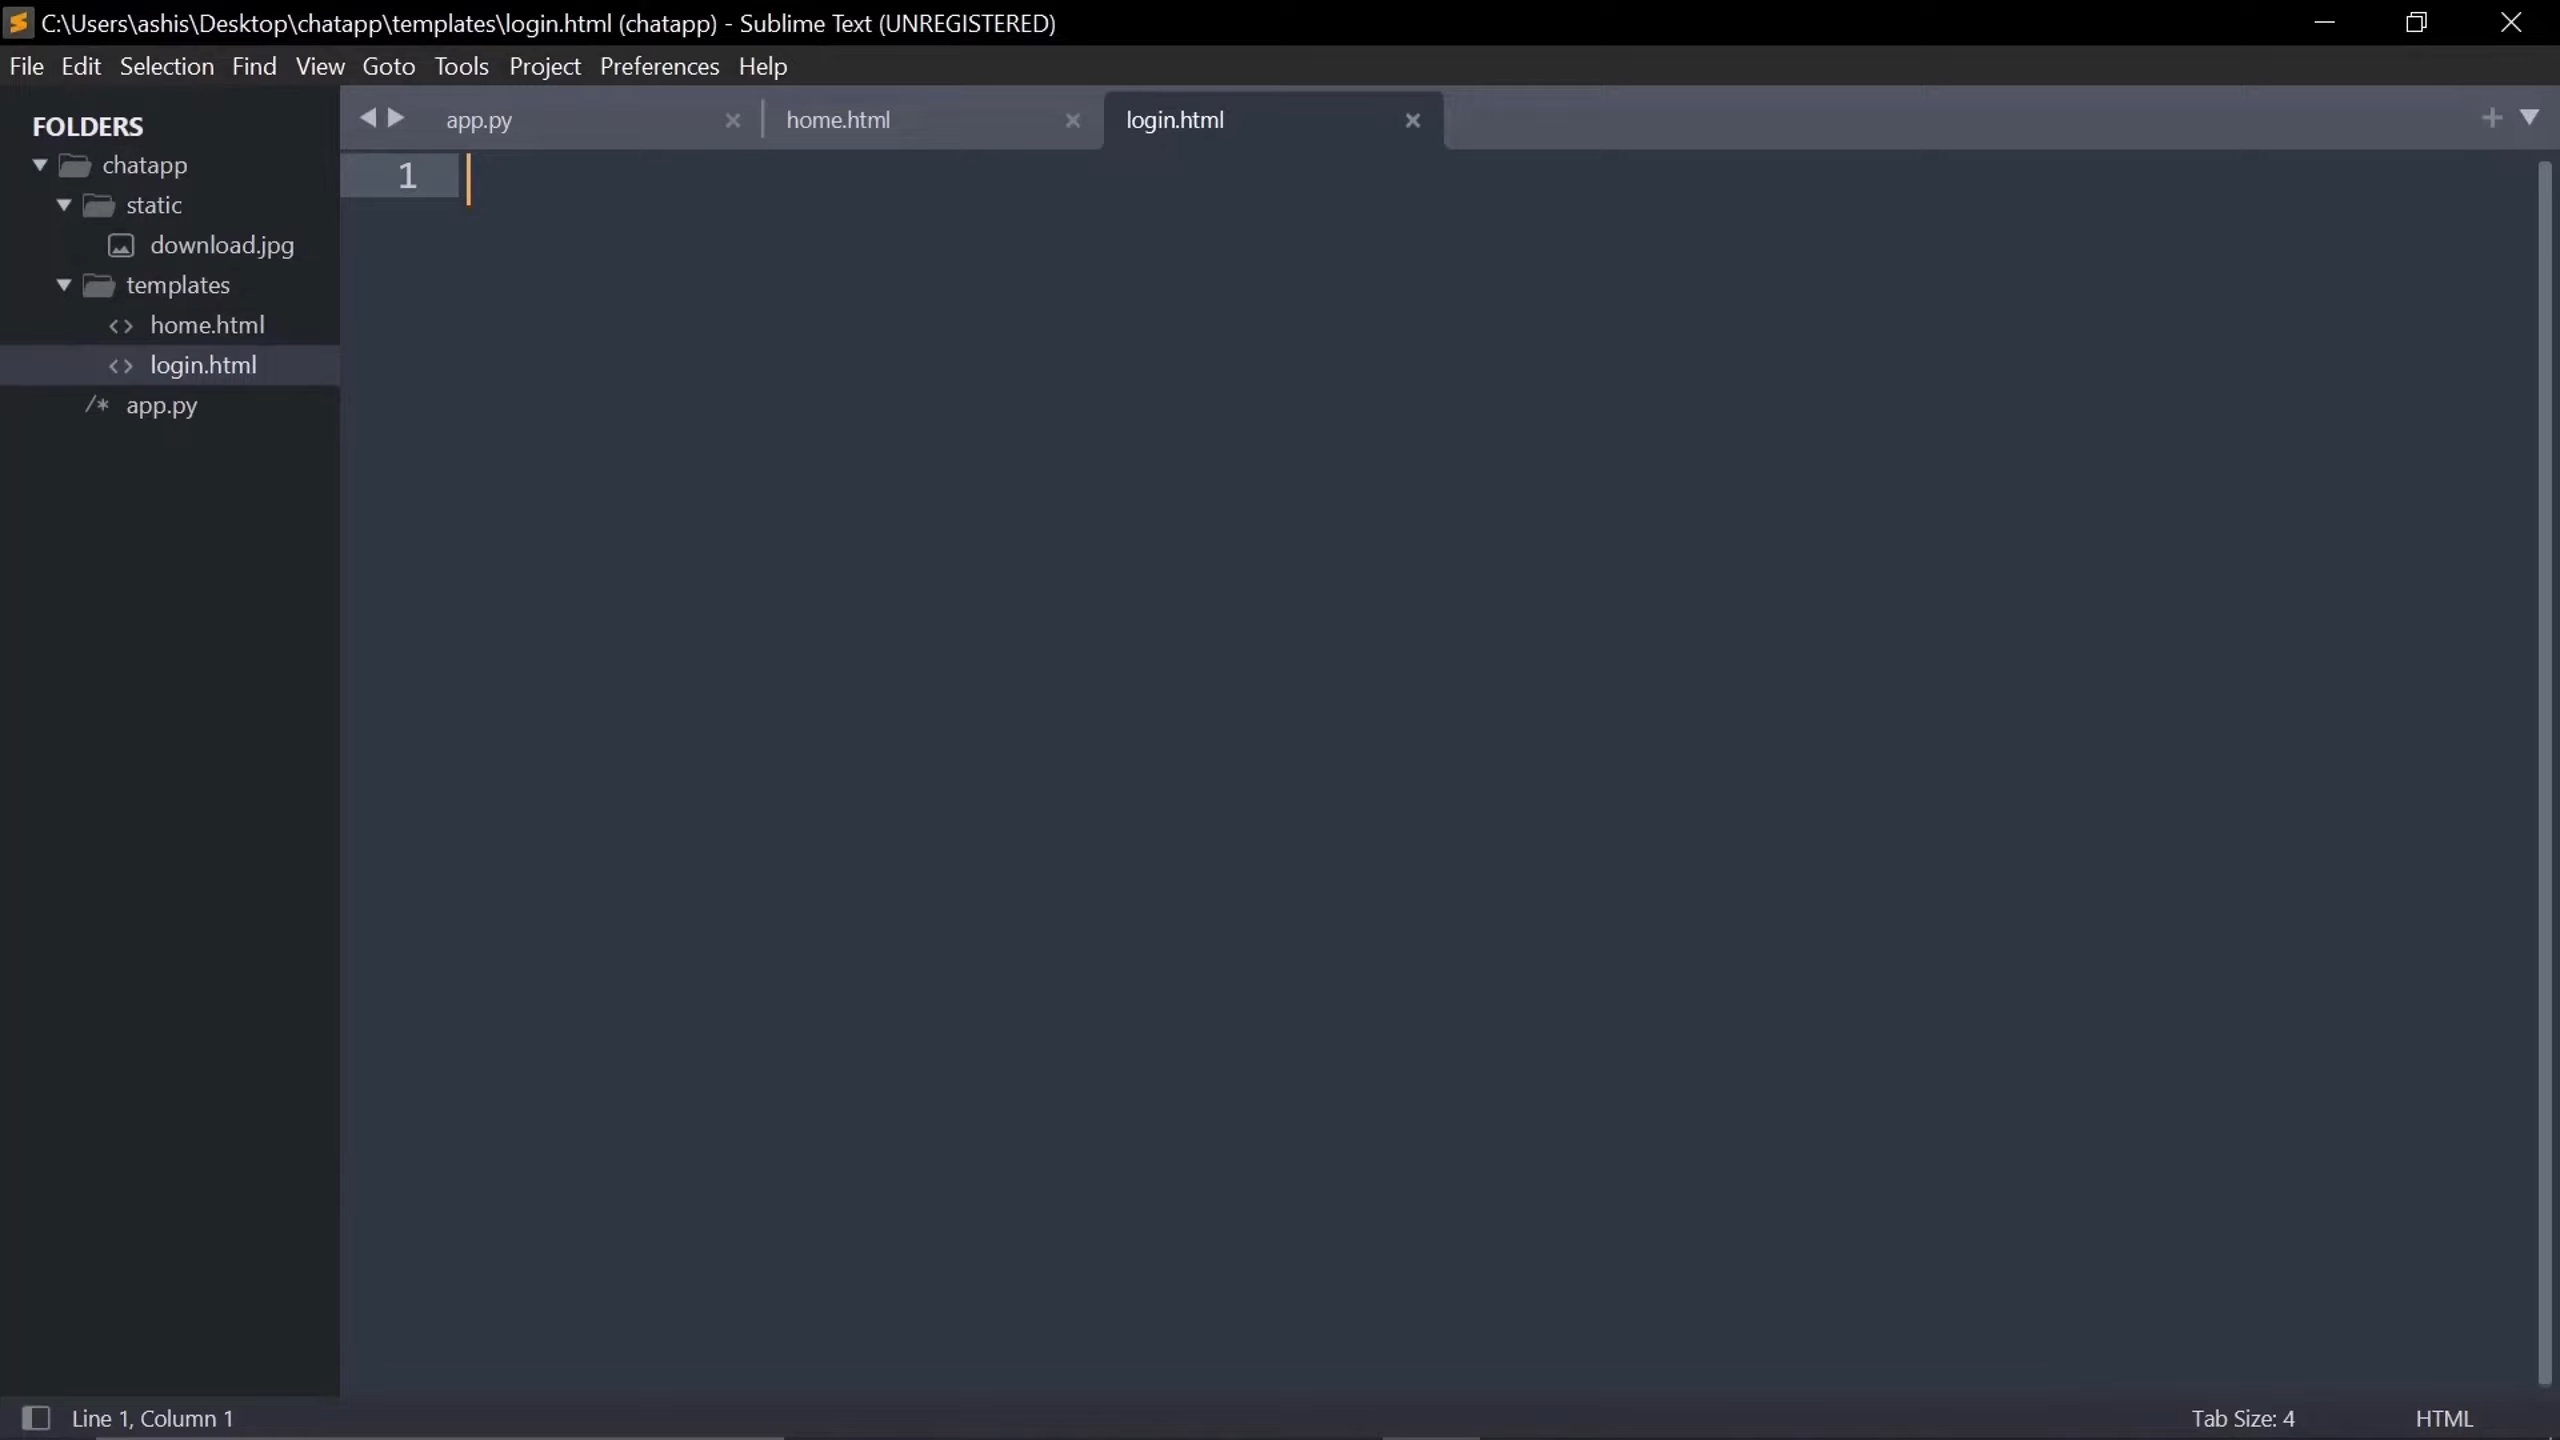 C:\Users\ashis\Desktop\chatapp\templates\login.html (chatapp) - Sublime Text (UNREGISTERED)
File Edit Selection Find View Goto Tools Project Preferences Help
FOLDERS
chatapp
static
download.jpg
templates
home.html
login.html
/* app.py
app.py home.html login.html
1
Line 1, Column 1 Tab Size: 4 HTML